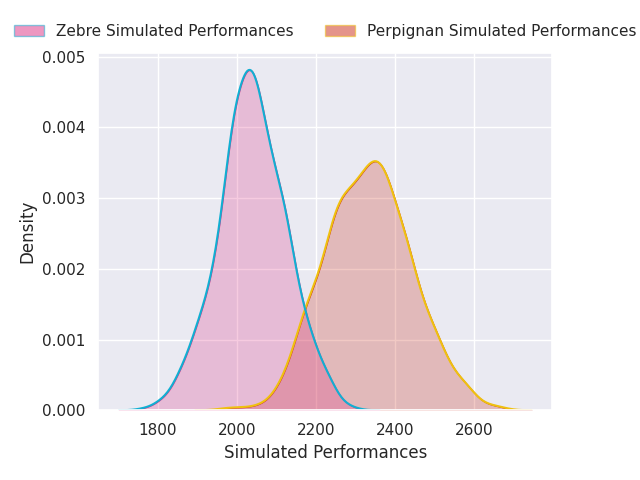 Zebre Simulated Performances Perpignan Simulated Performances
0.005
0.004
0.003
0.002
0.001
0.000
Density
1800 2000 2200 2400 2600
Simulated Performances